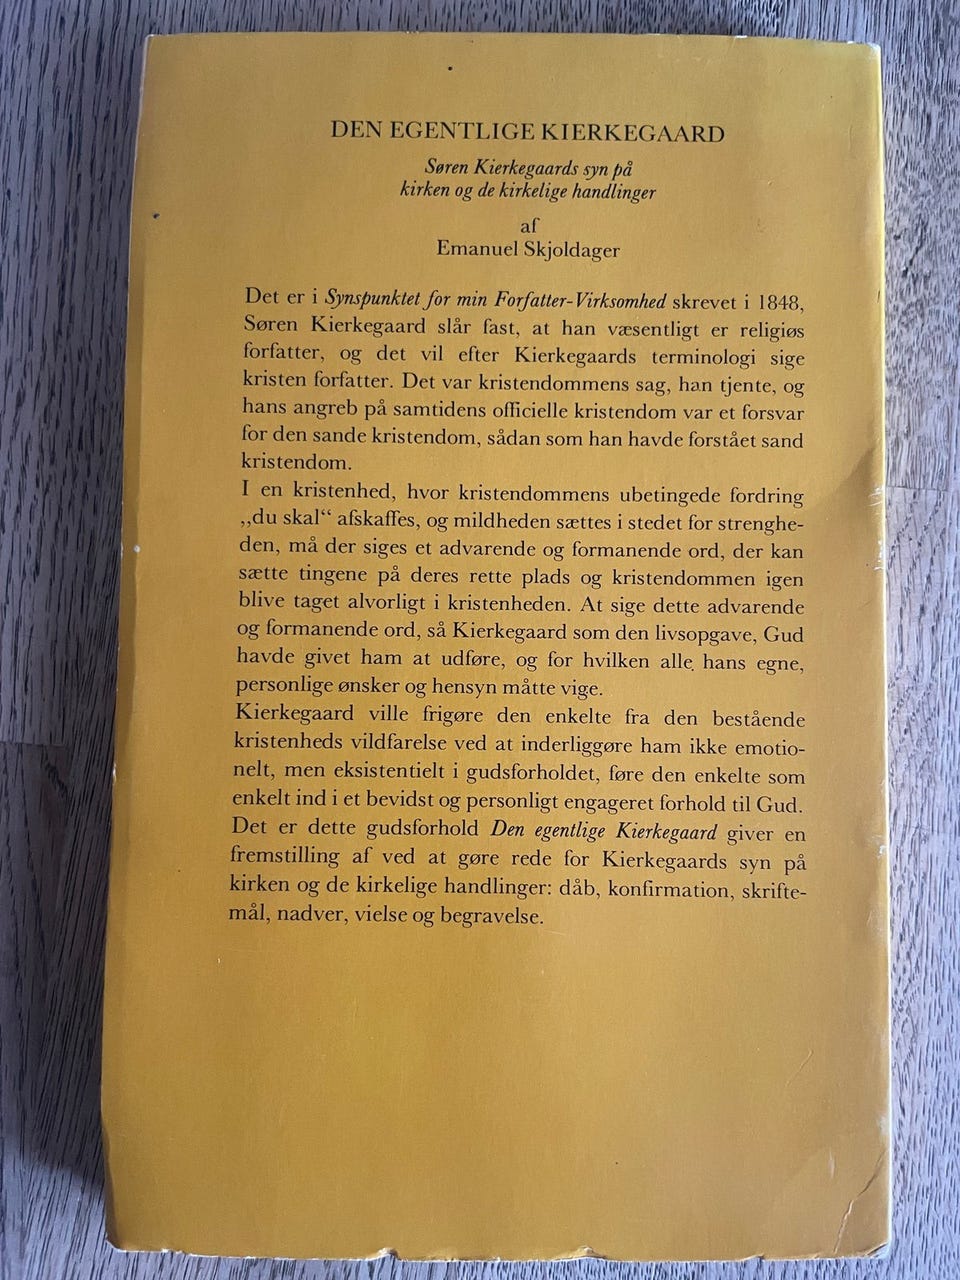 DEN EGENTLIGE KIERKEGAARD
Søren Kierkegaards syn på
kirken og de kirkelige handlinger
af
Emanuel Skjoldager
Det er i Synspunktet for min Forfatter-Virksomhed skrevet i 1848,
Søren Kierkegaard slår fast, at han væsentligt er religiøs
forfatter, og det vil efter Kierkegaards terminologi sige
kristen forfatter. Det var kristendommens sag, han tjente, og
hans angreb på samtidens officielle kristendom var et forsvar
for den sande kristendom, sådan som han havde forstået sand
kristendom.
I en kristenhed, hvor kristendommens ubetingede fordring
„du skal“ afskaffes, og mildheden sættes i stedet for strenghe-
den, må der siges et advarende og formanende ord, der kan
sætte tingene på deres rette plads og kristendommen igen
blive taget alvorligt i kristenheden. At sige dette advarende
og formanende ord, så Kierkegaard som den livsopgave, Gud
havde givet ham at udføre, og for hvilken alle hans egne,
personlige ønsker og hensyn måtte vige.
Kierkegaard ville frigøre den enkelte fra den bestående
kristenheds vildfarelse ved at inderliggøre ham ikke emotio-
nelt, men eksistentielt i gudsforholdet, føre den enkelte som
enkelt ind i et bevidst og personligt engageret forhold til Gud.
Det er dette gudsforhold Den egentlige Kierkegaard giver en
fremstilling af ved at gøre rede for Kierkegaards syn på
kirken og de kirkelige handlinger: dåb, konfirmation, skrifte-
mål, nadver, vielse og begravelse.